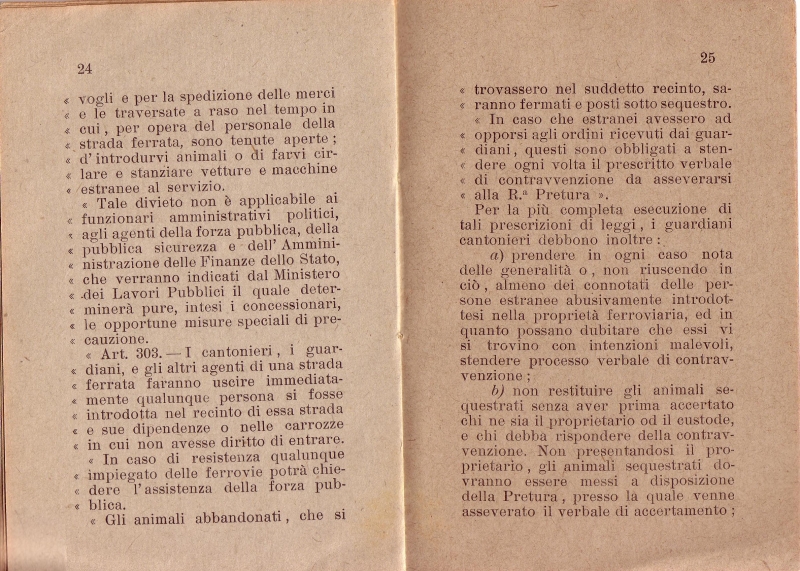 24
« vogli e per la spedizione delle merci
« e le traversate a raso nel tempo in
« cui, per opera del personale della
« strada ferrata, sono tenute aperte;
« d'introdurvi animali o di farvi cir-
« lare e stanziare vetture e macchine
« estranee al servizio.
« Tale divieto non è applicabile ai
« funzionari amministrativi politici,
« agli agenti della forza pubblica, della
« pubblica sicurezza e dell'Ammini-
« nistrazione delle Finanze dello Stato,
« che verranno indicati dal Ministero
« dei Lavori Pubblici il quale deter-
« minerà pure, intesi i concessionari,
« le opportune misure speciali di pre-
« cauzione.
« Art. 303. — I cantonieri, i guar-
« diani, e gli altri agenti di una strada
« ferrata faranno uscire immediata-
« mente qualunque persona si fosse
« introdotta nel recinto di essa strada
« e sue dipendenze o nelle carrozze
« in cui non avesse diritto di entrare.
« In caso di resistenza qualunque
« impiegato delle ferrovie potrà chie-
« dere l'assistenza della forza pub-
« blica.
« Gli animali abbandonati, che si
25
« trovassero nel suddetto recinto, sa-
« ranno fermati e posti sotto sequestro.
« In caso che estranei avessero ad
« opporsi agli ordini ricevuti dai guar-
« diani, questi sono obbligati a sten-
« dere ogni volta il prescritto verbale
« di contravvenzione da asseverarsi
« alla R.ª Pretura ».
Per la più completa esecuzione di
tali prescrizioni di leggi, i guardiani
cantonieri debbono inoltre:
a) prendere in ogni caso nota
delle generalità o, non riuscendo in
ciò, almeno dei connotati delle per-
sone estranee abusivamente introdot-
tesi nella proprietà ferroviaria, ed in
quanto possano dubitare che essi vi
si trovino con intenzioni malevoli,
stendere processo verbale di contrav-
venzione;
b) non restituire gli animali se-
questrati senza aver prima accertato
chi ne sia il proprietario od il custode,
e chi debba rispondere della contrav-
venzione. Non presentandosi il pro-
prietario, gli animali sequestrati do-
vranno essere messi a disposizione
della Pretura, presso la quale venne
asseverato il verbale di accertamento;